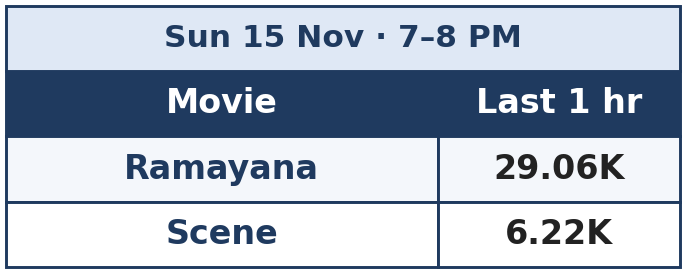 Sun 15 Nov · 7–8 PM
Movie Last 1 hr
Ramayana 29.06K
Scene 6.22K